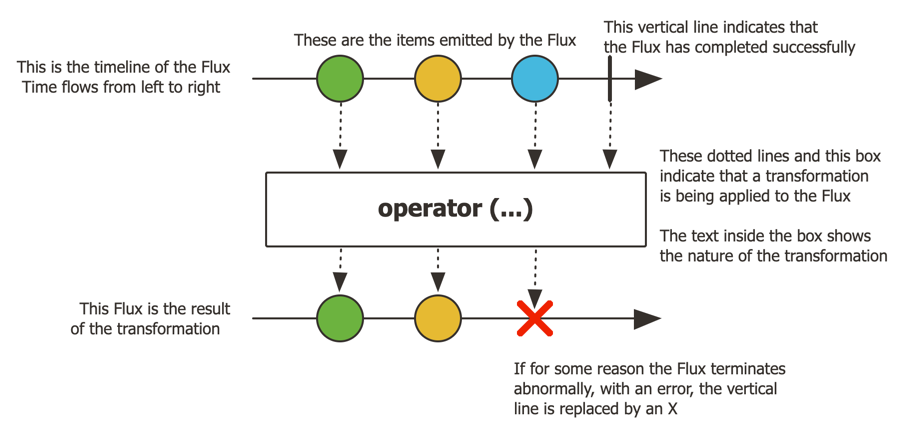 These are the items emitted by the Flux
This vertical line indicates that
the Flux has completed successfully
This is the timeline of the Flux
Time flows from left to right
These dotted lines and this box
indicate that a transformation
is being applied to the Flux
operator (...)
The text inside the box shows
the nature of the transformation
This Flux is the result
of the transformation
If for some reason the Flux terminates
abnormally, with an error, the vertical
line is replaced by an X